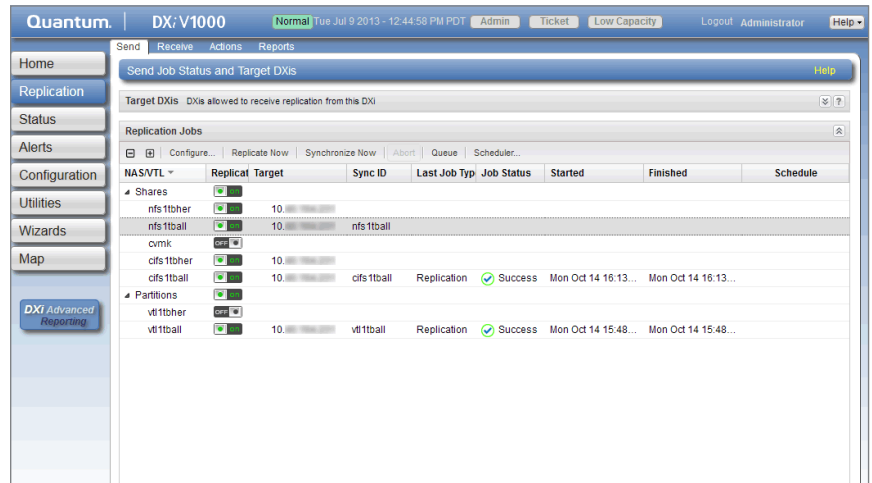 Quantum. DXi V1000 Normal Tue Jul 9 2013 - 12:44:58 PM PDT Admin Ticket Low Capacity Logout Administrator Help
Send Receive Actions Reports
Home
Send Job Status and Target DXis Help
Replication
Target DXis DXis allowed to receive replication from this DXi ?
Status
Replication Jobs
Alerts
Configure... Replicate Now Synchronize Now Abort Queue Scheduler...
Configuration
NAS/VTL Replicat Target Sync ID Last Job Typ Job Status Started Finished Schedule
Shares on
Utilities
nfs1tbher on 10.
nfs1tball on 10. nfs1tball
Wizards
cvmk OFF
Map
cifs1tbher on 10.
cifs1tball on 10. cifs1tball Replication Success Mon Oct 14 16:13... Mon Oct 14 16:13...
Partitions on
DXi Advanced
Reporting
vtl1tbher OFF
vtl1tball on 10. vtl1tball Replication Success Mon Oct 14 15:48... Mon Oct 14 15:48...